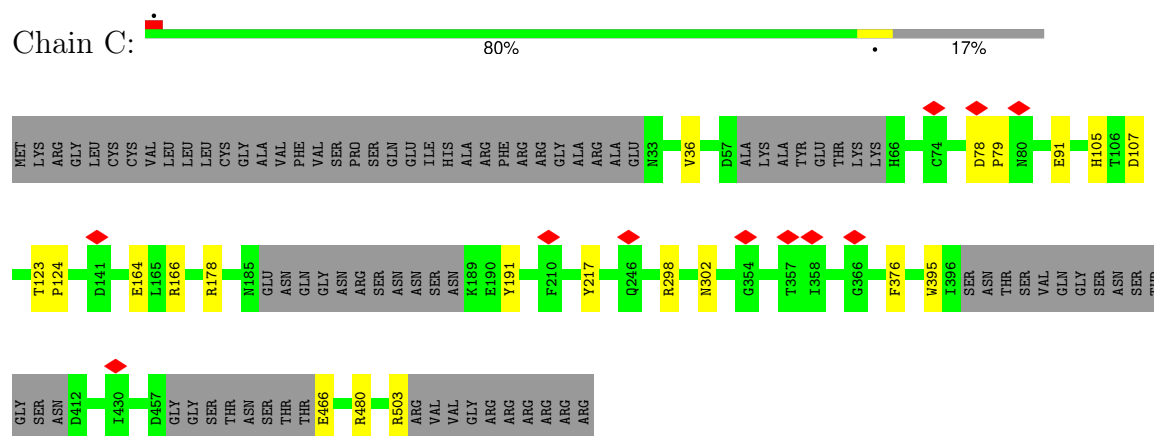 Chain C:
80% 17%
MET LYS ARG GLY LEU CYS CYS VAL LEU LEU LEU CYS GLY ALA VAL PHE VAL SER PRO SER GLN GLU ILE HIS ALA ARG PHE ARG ARG GLY ALA ARG ALA GLU N33 V36 D57 ALA LYS ALA TYR GLU THR LYS LYS H66 C74 D78 P79 N80 E91 H105 T106 D107
T123 P124 D141 E164 L165 R166 R178 N185 GLU ASN GLN GLY ASN ARG SER ASN ASN SER ASN K189 E190 Y191 F210 Y217 Q246 R298 N302 G354 T357 I358 G366 F376 W395 I396 SER ASN THR SER VAL GLN GLY SER ASN SER THR
GLY SER ASN D412 I430 D457 GLY GLY SER THR ASN SER THR THR E466 R480 R503 ARG VAL VAL GLY ARG ARG ARG ARG ARG ARG